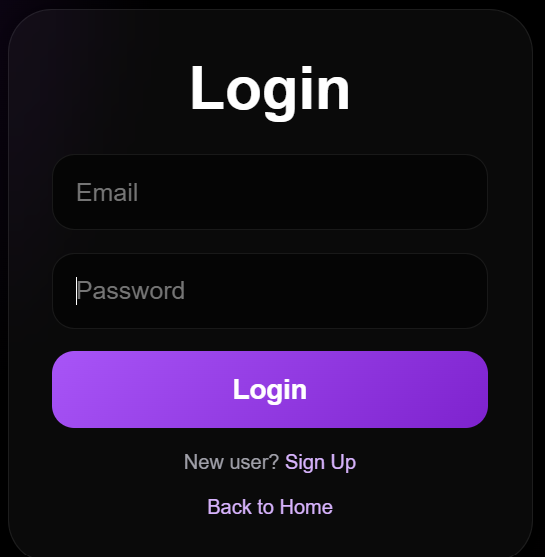 Login
Email
Password
Login
New user? Sign Up
Back to Home